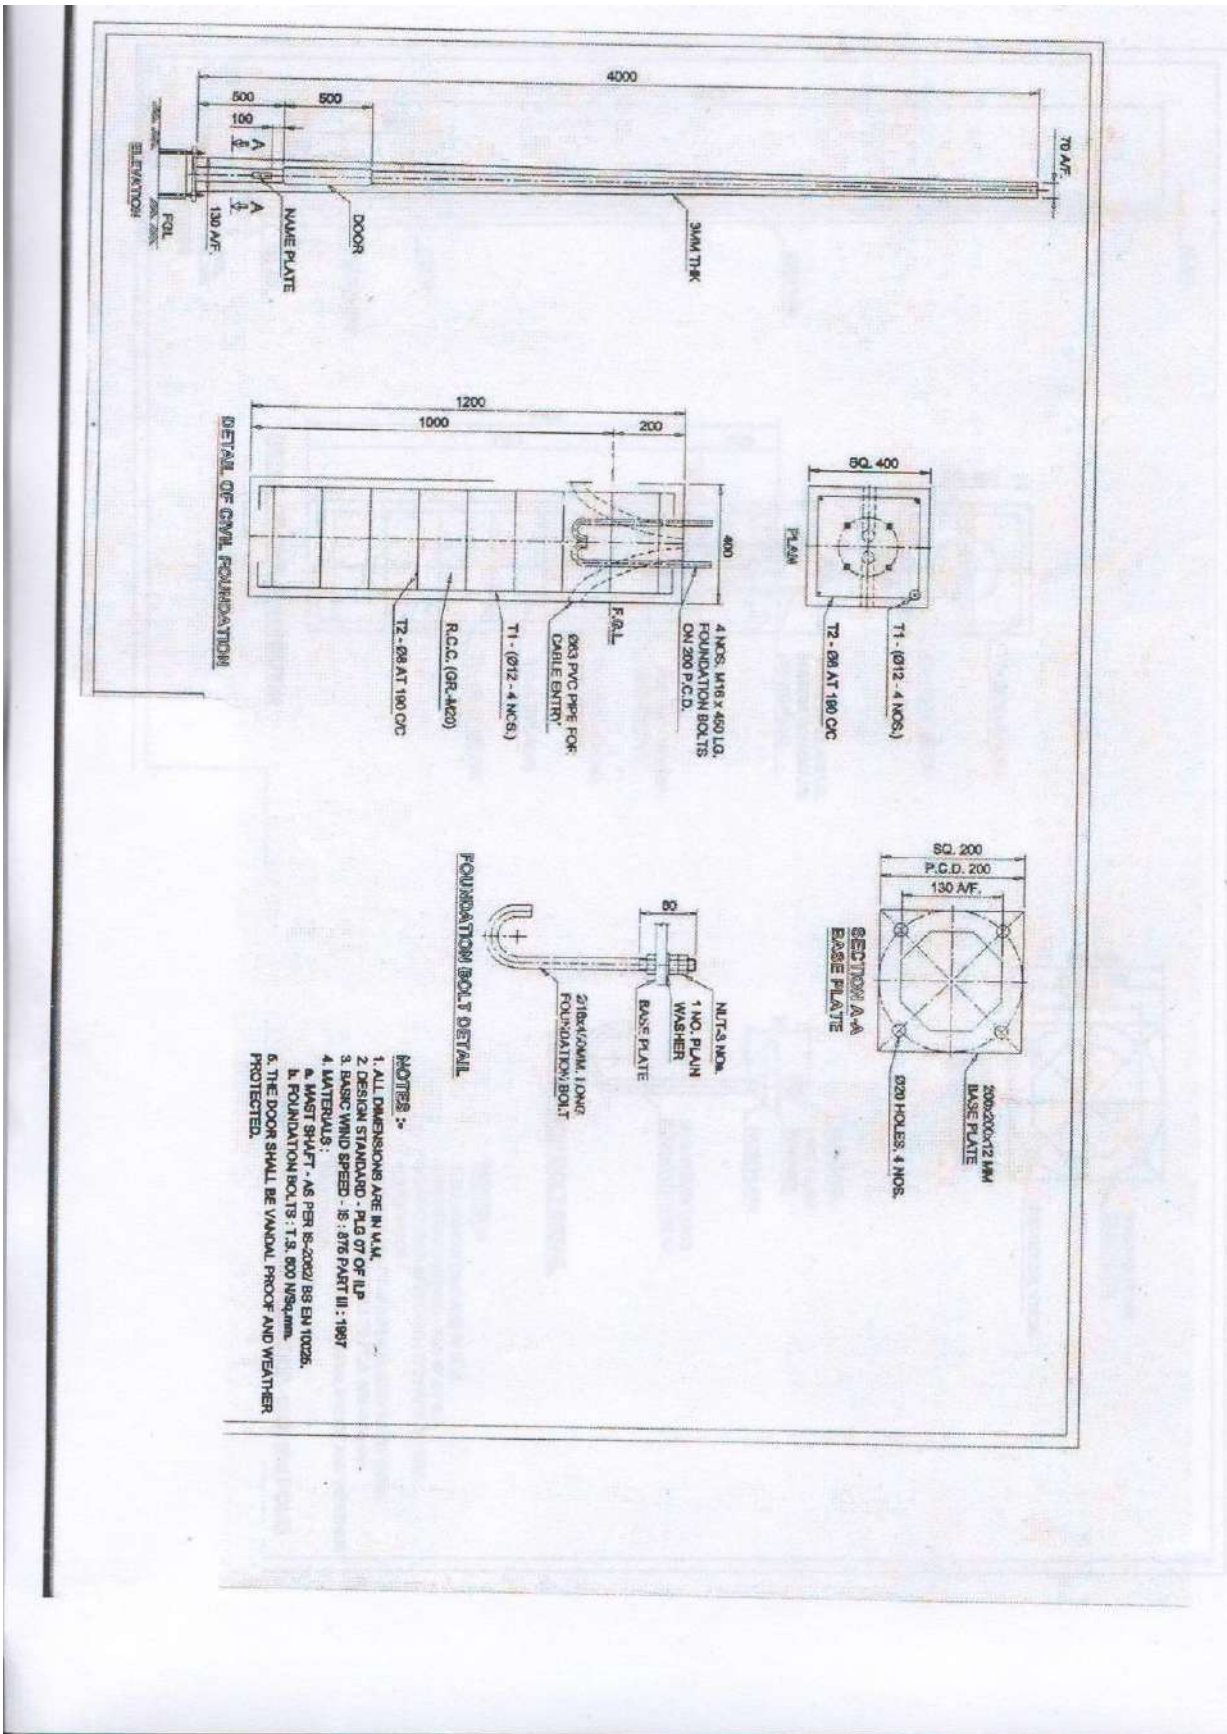 4000
500
500
100
A
A
70 A/F.
ELEVATION
FGL
130 A/F.
NAME PLATE
DOOR
3MM THK
1200
1000
200
400
F.G.L
4 NOS. M16 x 450 LG.
FOUNDATION BOLTS
ON 200 P.C.D.
Ø63 PVC PIPE FOR
CABLE ENTRY
T1 - (Ø12 - 4 NOS.)
R.C.C. (GR.-M20)
T2 - Ø8 AT 190 C/C
DETAIL OF CIVIL FOUNDATION
SQ. 400
PLAN
T1 - (Ø12 - 4 NOS.)
T2 - Ø8 AT 190 C/C
SQ. 200
P.C.D. 200
130 A/F.
200x200x12 MM
BASE PLATE
Ø20 HOLES, 4 NOS.
SECTION A-A
BASE PLATE
80
NUT-3 NOs.
1 NO. PLAIN
WASHER
BASE PLATE
LONG
FOUNDATION BOLT
FOUNDATION BOLT DETAIL
NOTES :-
1. ALL DIMENSIONS ARE IN M.M.
2. DESIGN STANDARD - PLG 07 OF ILP
3. BASIC WIND SPEED - IS : 875 PART III : 1987
4. MATERIALS :
a. MAST SHAFT - AS PER IS-2062/ BS EN 10025.
b. FOUNDATION BOLTS : T.S. 600 N/Sq.mm.
5. THE DOOR SHALL BE VANDAL PROOF AND WEATHER
PROTECTED.